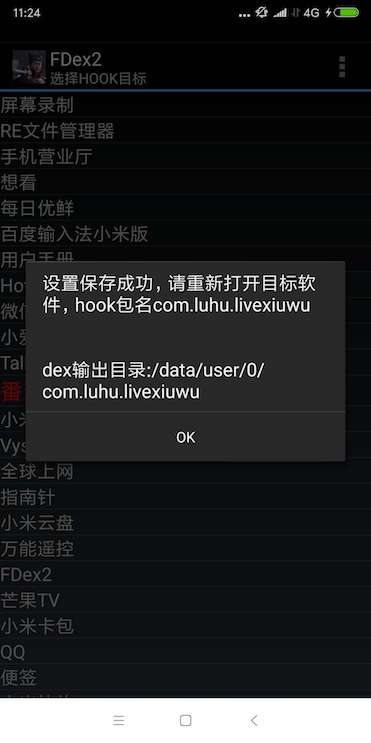 11:24
... 4G
FDex2
选择HOOK目标
屏幕录制
RE文件管理器
手机营业厅
想看
每日优鲜
百度输入法小米版
用户手册
设置保存成功，请重新打开目标软
件，hook包名com.luhu.livexiuwu
dex输出目录:/data/user/0/
com.luhu.livexiuwu
OK
Ho
微信
小爱
Tal
番
小米
Vys
全球上网
指南针
小米云盘
万能遥控
FDex2
芒果TV
小米卡包
QQ
便签